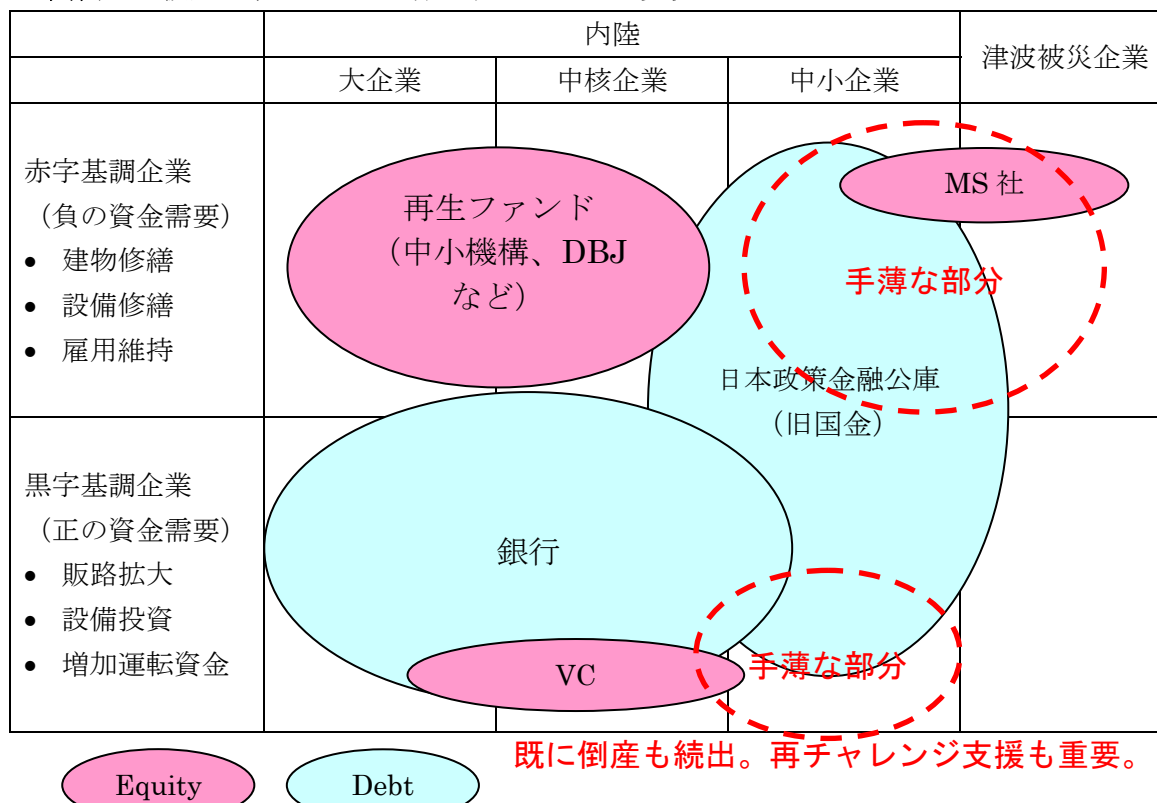 内陸
津波被災企業
大企業
中核企業
中小企業
赤字基調企業
（負の資金需要）
• 建物修繕
• 設備修繕
• 雇用維持
再生ファンド
（中小機構、DBJ
など）
MS 社
手薄な部分
日本政策金融公庫
（旧国金）
黒字基調企業
（正の資金需要）
• 販路拡大
• 設備投資
• 増加運転資金
銀行
VC
手薄な部分
既に倒産も続出。再チャレンジ支援も重要。
Equity
Debt